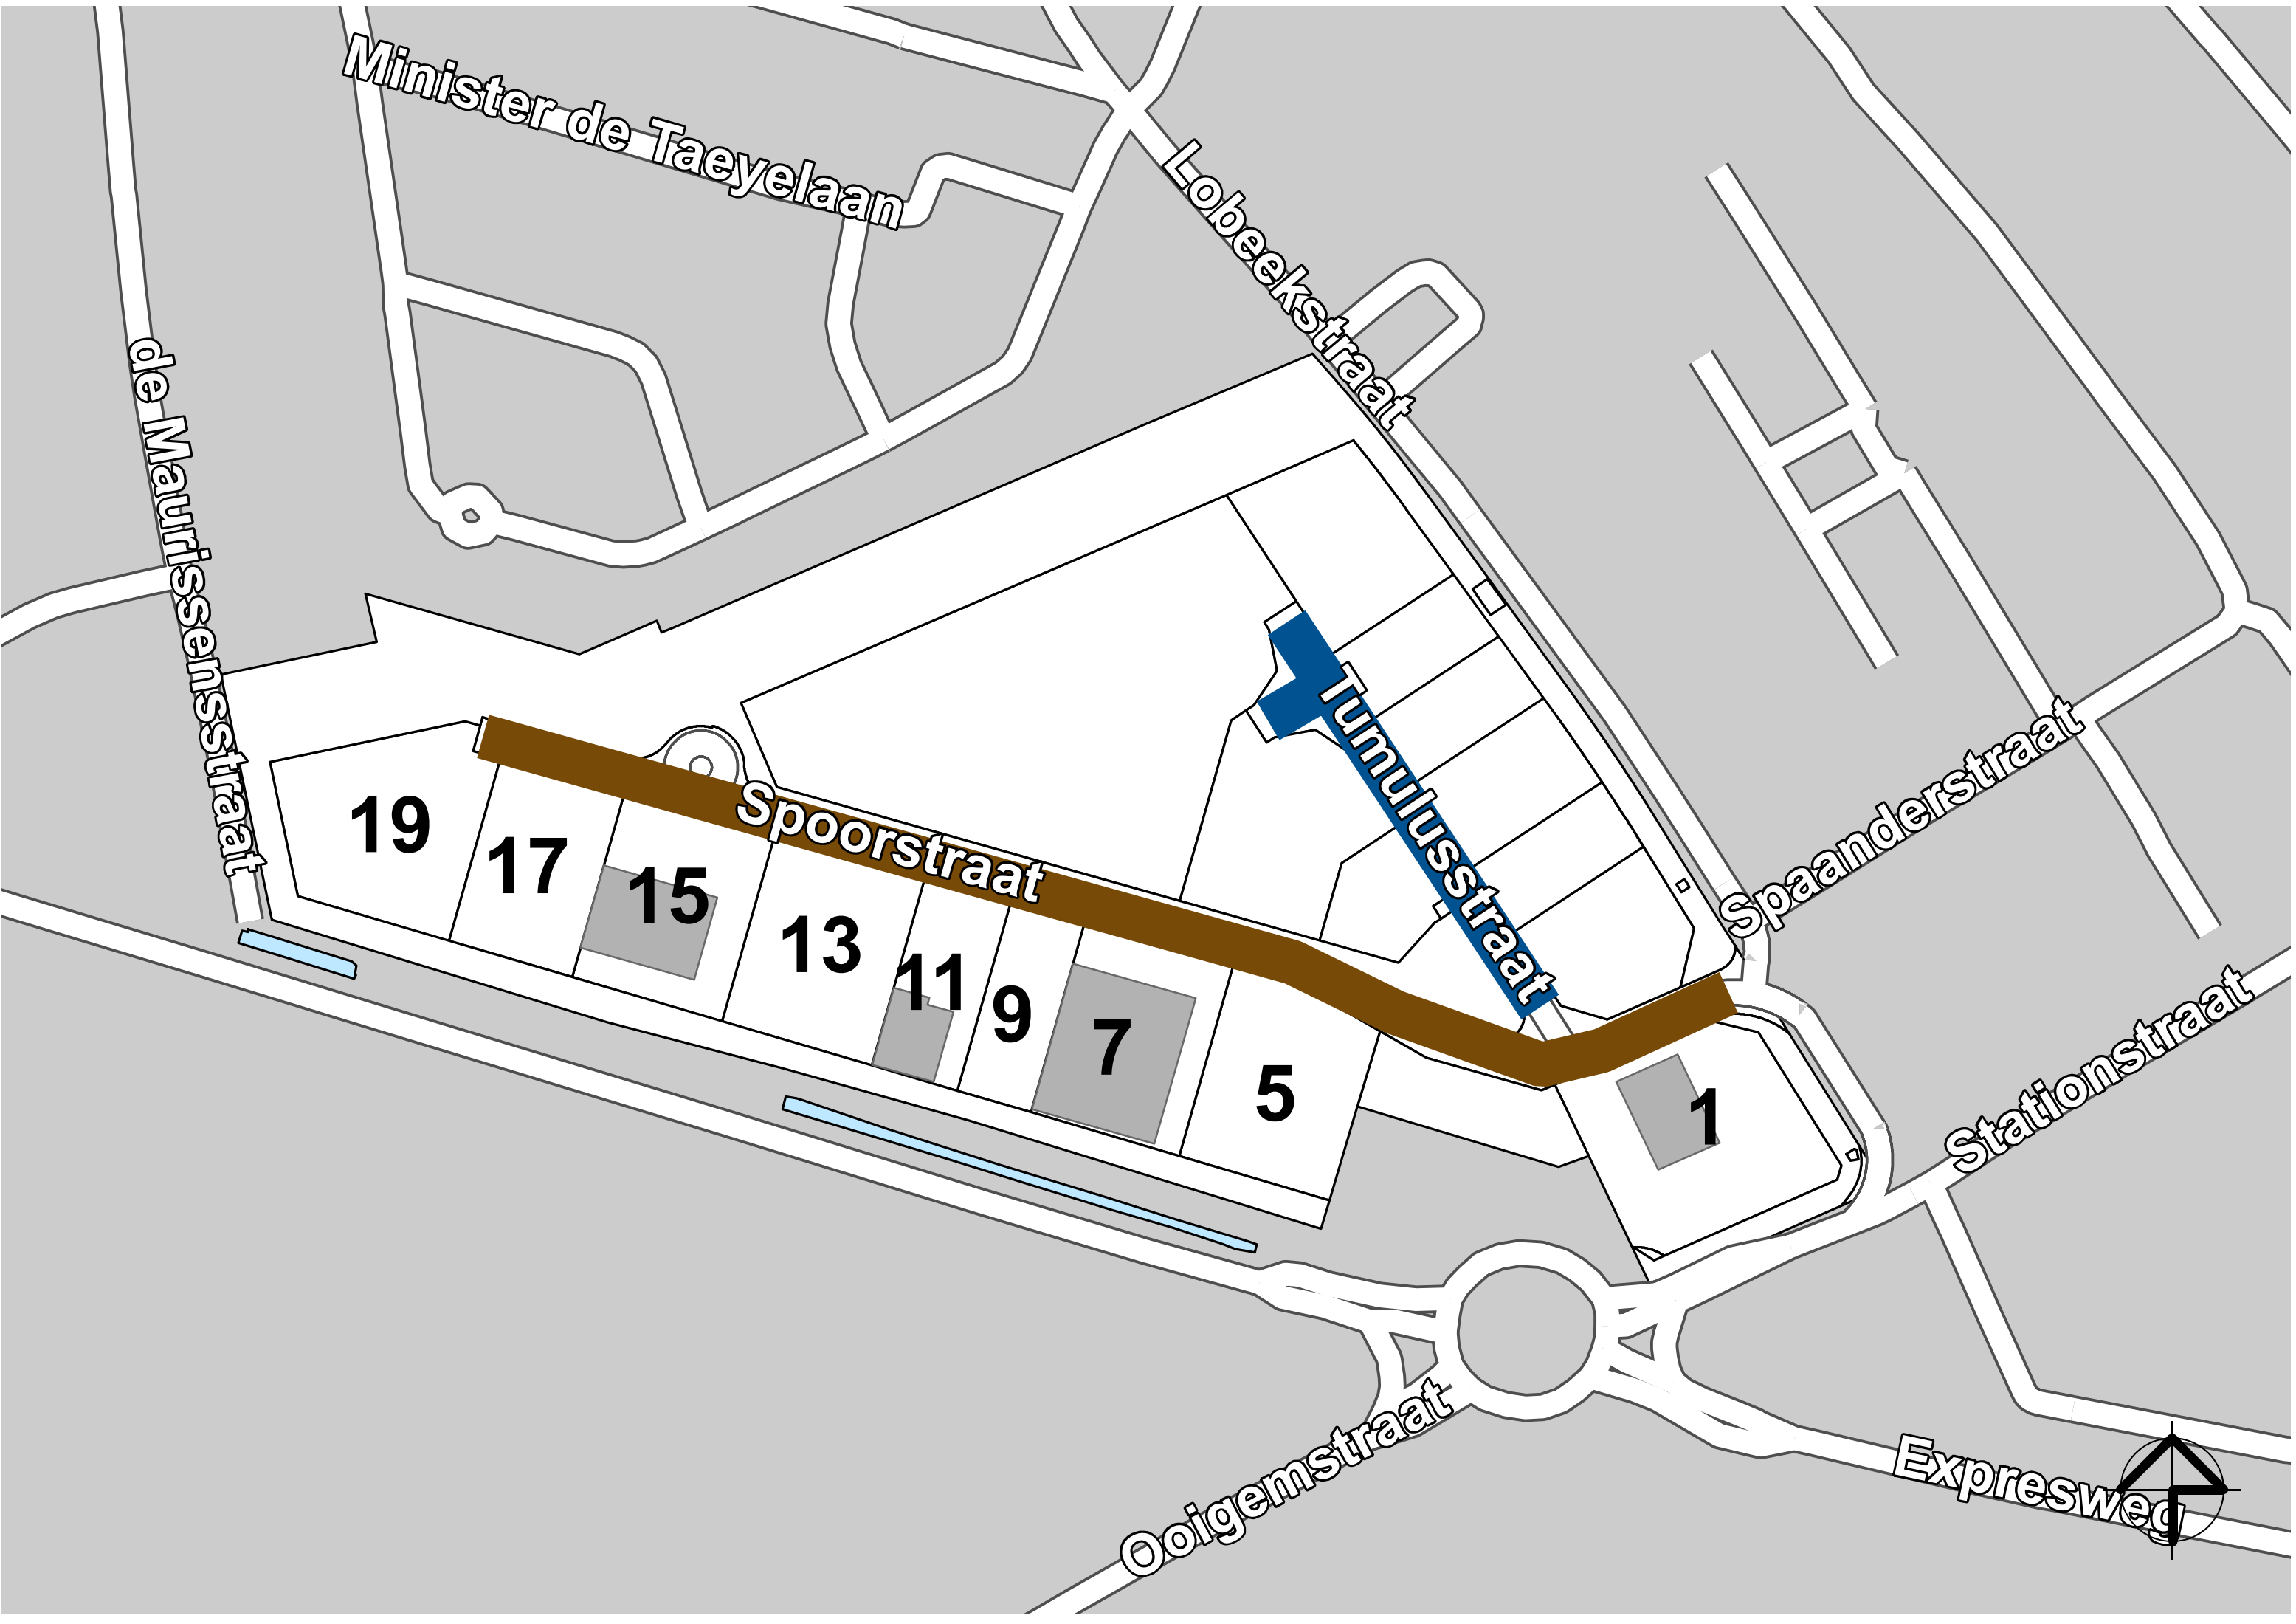 Minister de Taeyelaan
Lobeekstraat
de Maurissensstraat
Tumulusstraat
Spaanderstraat
Spoorstraat
19
17
15
13
11
9
7
5
1
Stationstraat
Ooigemstraat
Expresweg